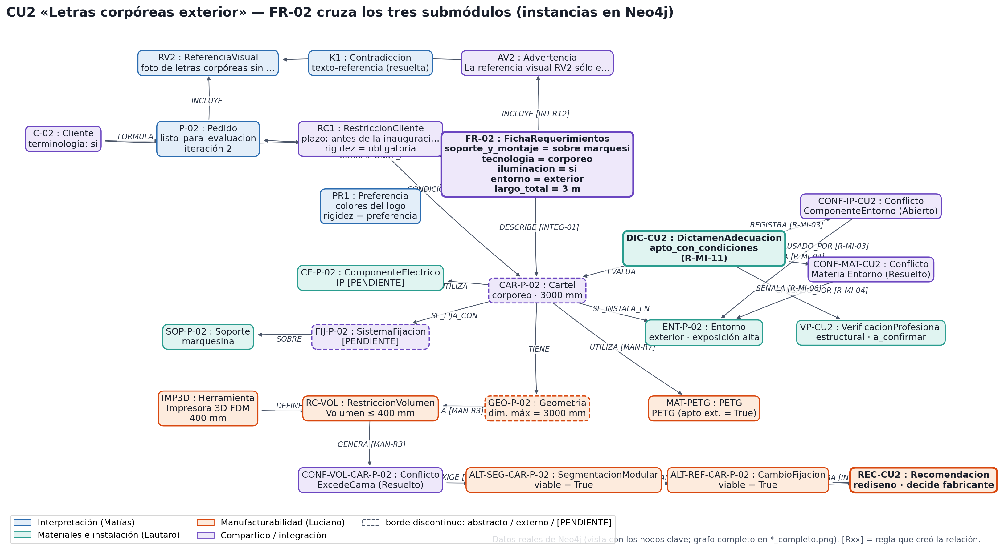 CU2 «Letras corpóreas exterior» — FR-02 cruza los tres submódulos (instancias en Neo4j)
RV2 : ReferenciaVisual
foto de letras corpóreas sin ...
K1 : Contradiccion
texto-referencia (resuelta)
AV2 : Advertencia
La referencia visual RV2 sólo e...
INCLUYE
INCLUYE [INT-R12]
C-02 : Cliente
terminología: si
FORMULA
P-02 : Pedido
listo_para_evaluacion
iteración 2
RC1 : RestriccionCliente
plazo: antes de la inauguraci...
rigidez = obligatoria
FR-02 : FichaRequerimientos
soporte_y_montaje = sobre marquesi
tecnologia = corporeo
iluminacion = si
entorno = exterior
largo_total = 3 m
PR1 : Preferencia
colores del logo
rigidez = preferencia
DESCRIBE [INTEG-01]
CONF-IP-CU2 : Conflicto
ComponenteEntorno (Abierto)
REGISTRA [R-MI-03]
DIC-CU2 : DictamenAdecuacion
apto_con_condiciones
(R-MI-11)
USADO_POR [R-MI-03]
A [R-MI-04]
CONF-MAT-CU2 : Conflicto
MaterialEntorno (Resuelto)
EVALUA
CE-P-02 : ComponenteElectrico
IP [PENDIENTE]
UTILIZA
CAR-P-02 : Cartel
corporeo · 3000 mm
SENALA [R-MI-06]
OR [R-MI-04]
SE_FIJA_CON
SE_INSTALA_EN
SOP-P-02 : Soporte
marquesina
SOBRE
FIJ-P-02 : SistemaFijacion
[PENDIENTE]
ENT-P-02 : Entorno
exterior · exposición alta
VP-CU2 : VerificacionProfesional
estructural · a_confirmar
TIENE
UTILIZA [MAN-R7]
IMP3D : Herramienta
Impresora 3D FDM
400 mm
DEFINE
RC-VOL : RestriccionVolumen
Volumen ≤ 400 mm
LA [MAN-R3]
GEO-P-02 : Geometria
dim. máx = 3000 mm
MAT-PETG : PETG
PETG (apto ext. = True)
GENERA [MAN-R3]
CONF-VOL-CAR-P-02 : Conflicto
ExcedeCama (Resuelto)
ALT-SEG-CAR-P-02 : SegmentacionModular
viable = True
ALT-REF-CAR-P-02 : CambioFijacion
viable = True
REC-CU2 : Recomendacion
rediseno · decide fabricante
Interpretación (Matías)
Materiales e instalación (Lautaro)
Manufacturabilidad (Luciano)
Compartido / integración
borde discontinuo: abstracto / externo / [PENDIENTE]
Datos reales de Neo4j (vista con los nodos clave; grafo completo en *_completo.png). [Rxx] = regla que creó la relación.